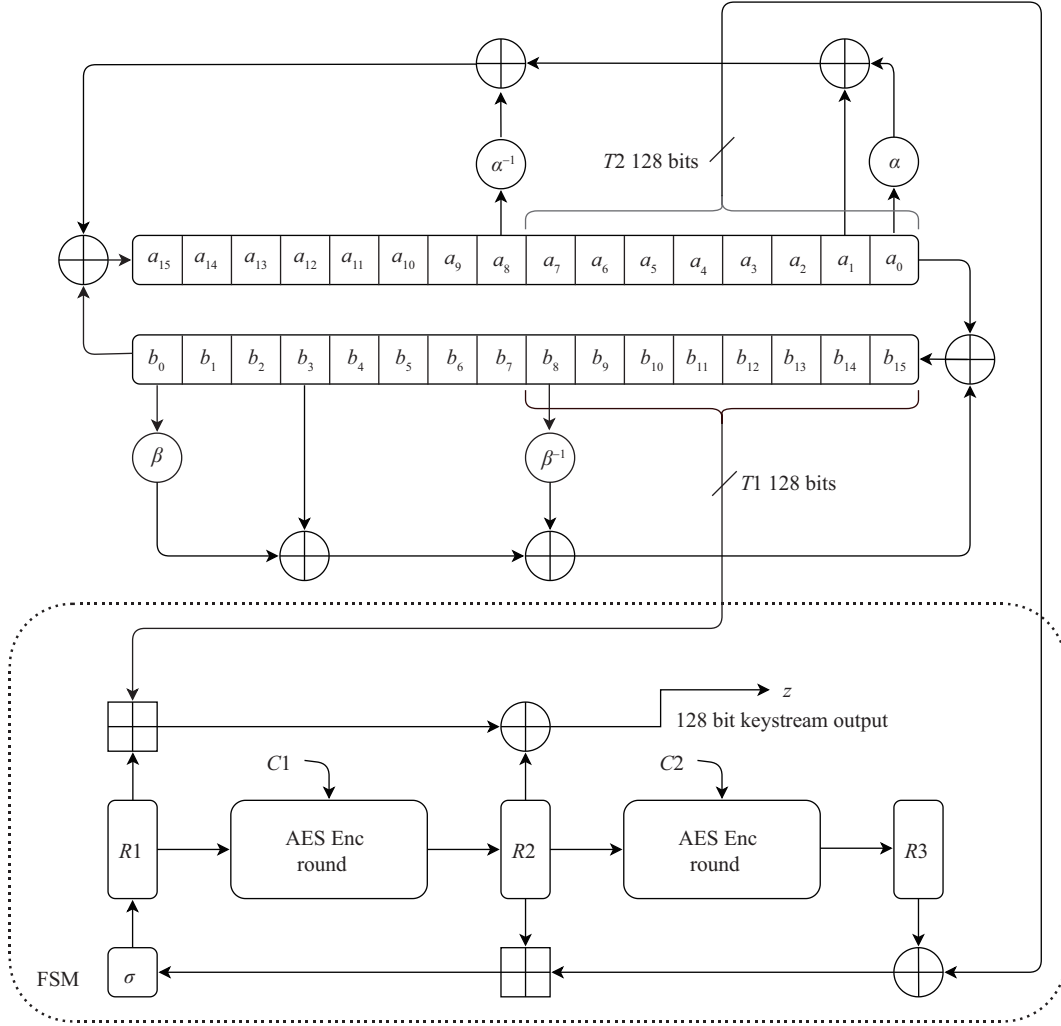 T2 128 bits
α⁻¹
α
a₁₅ a₁₄ a₁₃ a₁₂ a₁₁ a₁₀ a₉ a₈ a₇ a₆ a₅ a₄ a₃ a₂ a₁ a₀
b₀ b₁ b₂ b₃ b₄ b₅ b₆ b₇ b₈ b₉ b₁₀ b₁₁ b₁₂ b₁₃ b₁₄ b₁₅
β
β⁻¹
T1 128 bits
z
128 bit keystream output
C1
C2
R1
AES Enc
round
R2
AES Enc
round
R3
FSM
σ